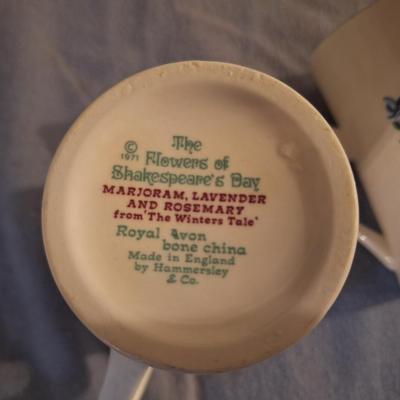 The
© 1971 Flowers of
Shakespeare's Day
MARJORAM, LAVENDER
AND ROSEMARY
from 'The Winters Tale'
Royal Avon
bone china
Made in England
by Hammersley
& Co.